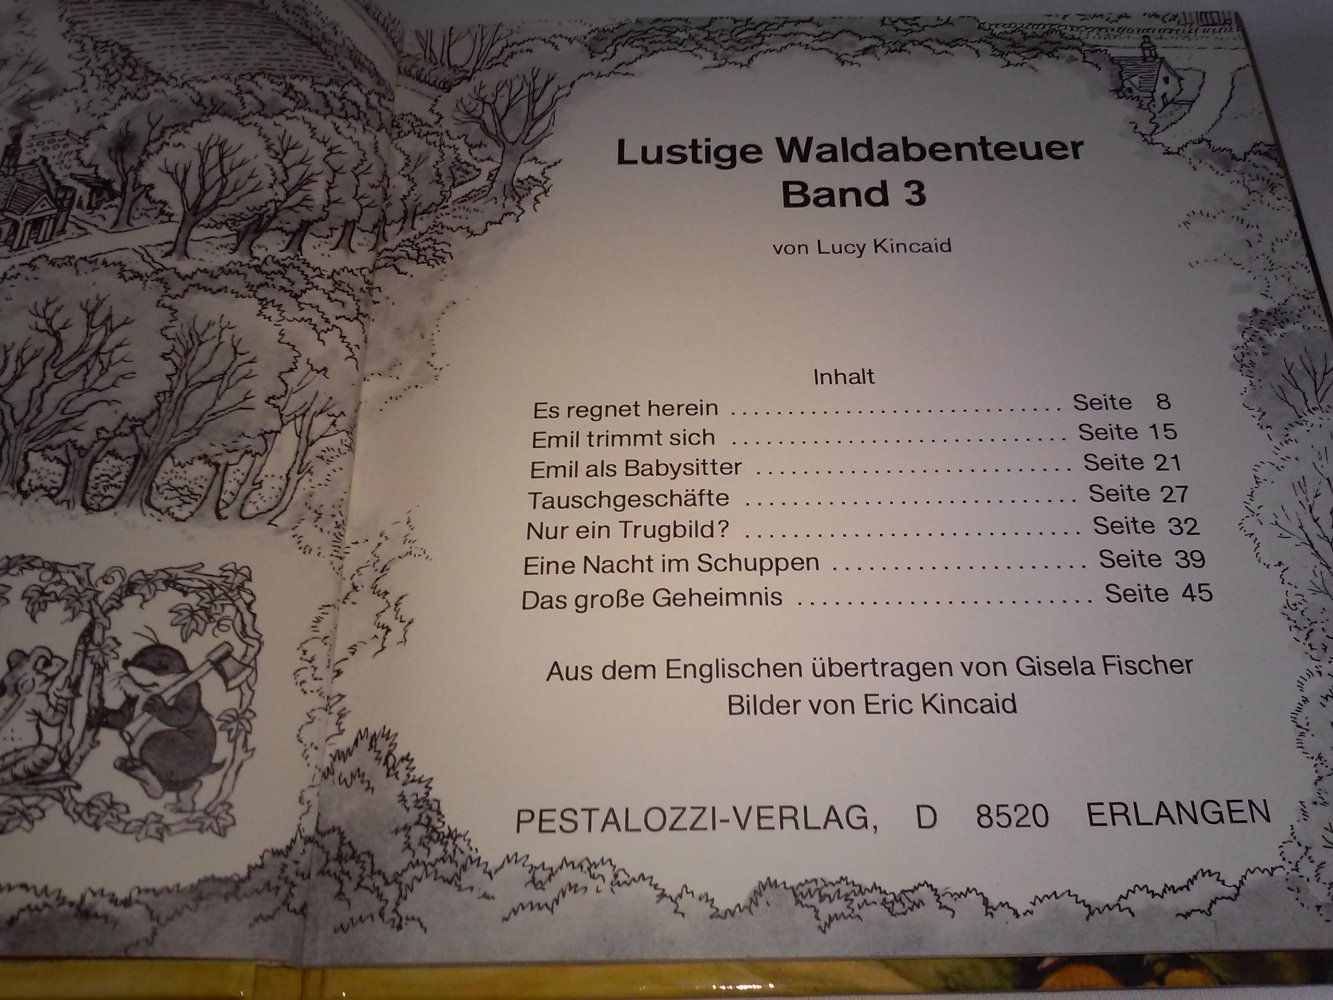 Lustige Waldabenteuer
Band 3
von Lucy Kincaid
Inhalt
Es regnet herein ............................. Seite 8
Emil trimmt sich .............................. Seite 15
Emil als Babysitter ............................ Seite 21
Tauschgeschäfte .............................. Seite 27
Nur ein Trugbild? .............................. Seite 32
Eine Nacht im Schuppen ....................... Seite 39
Das große Geheimnis .......................... Seite 45
Aus dem Englischen übertragen von Gisela Fischer
Bilder von Eric Kincaid
PESTALOZZI-VERLAG, D 8520 ERLANGEN